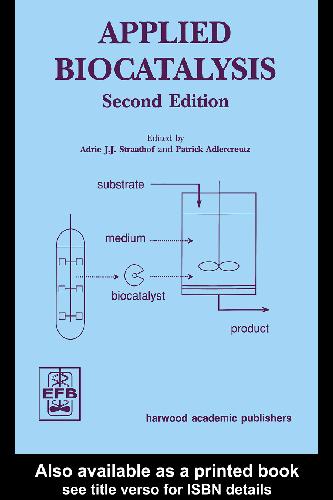 APPLIED
BIOCATALYSIS
Second Edition
Edited by
Adrie J.J. Straathof and Patrick Adlercreutz
substrate
medium
biocatalyst
product
EFB
harwood academic publishers
Also available as a printed book
see title verso for ISBN details